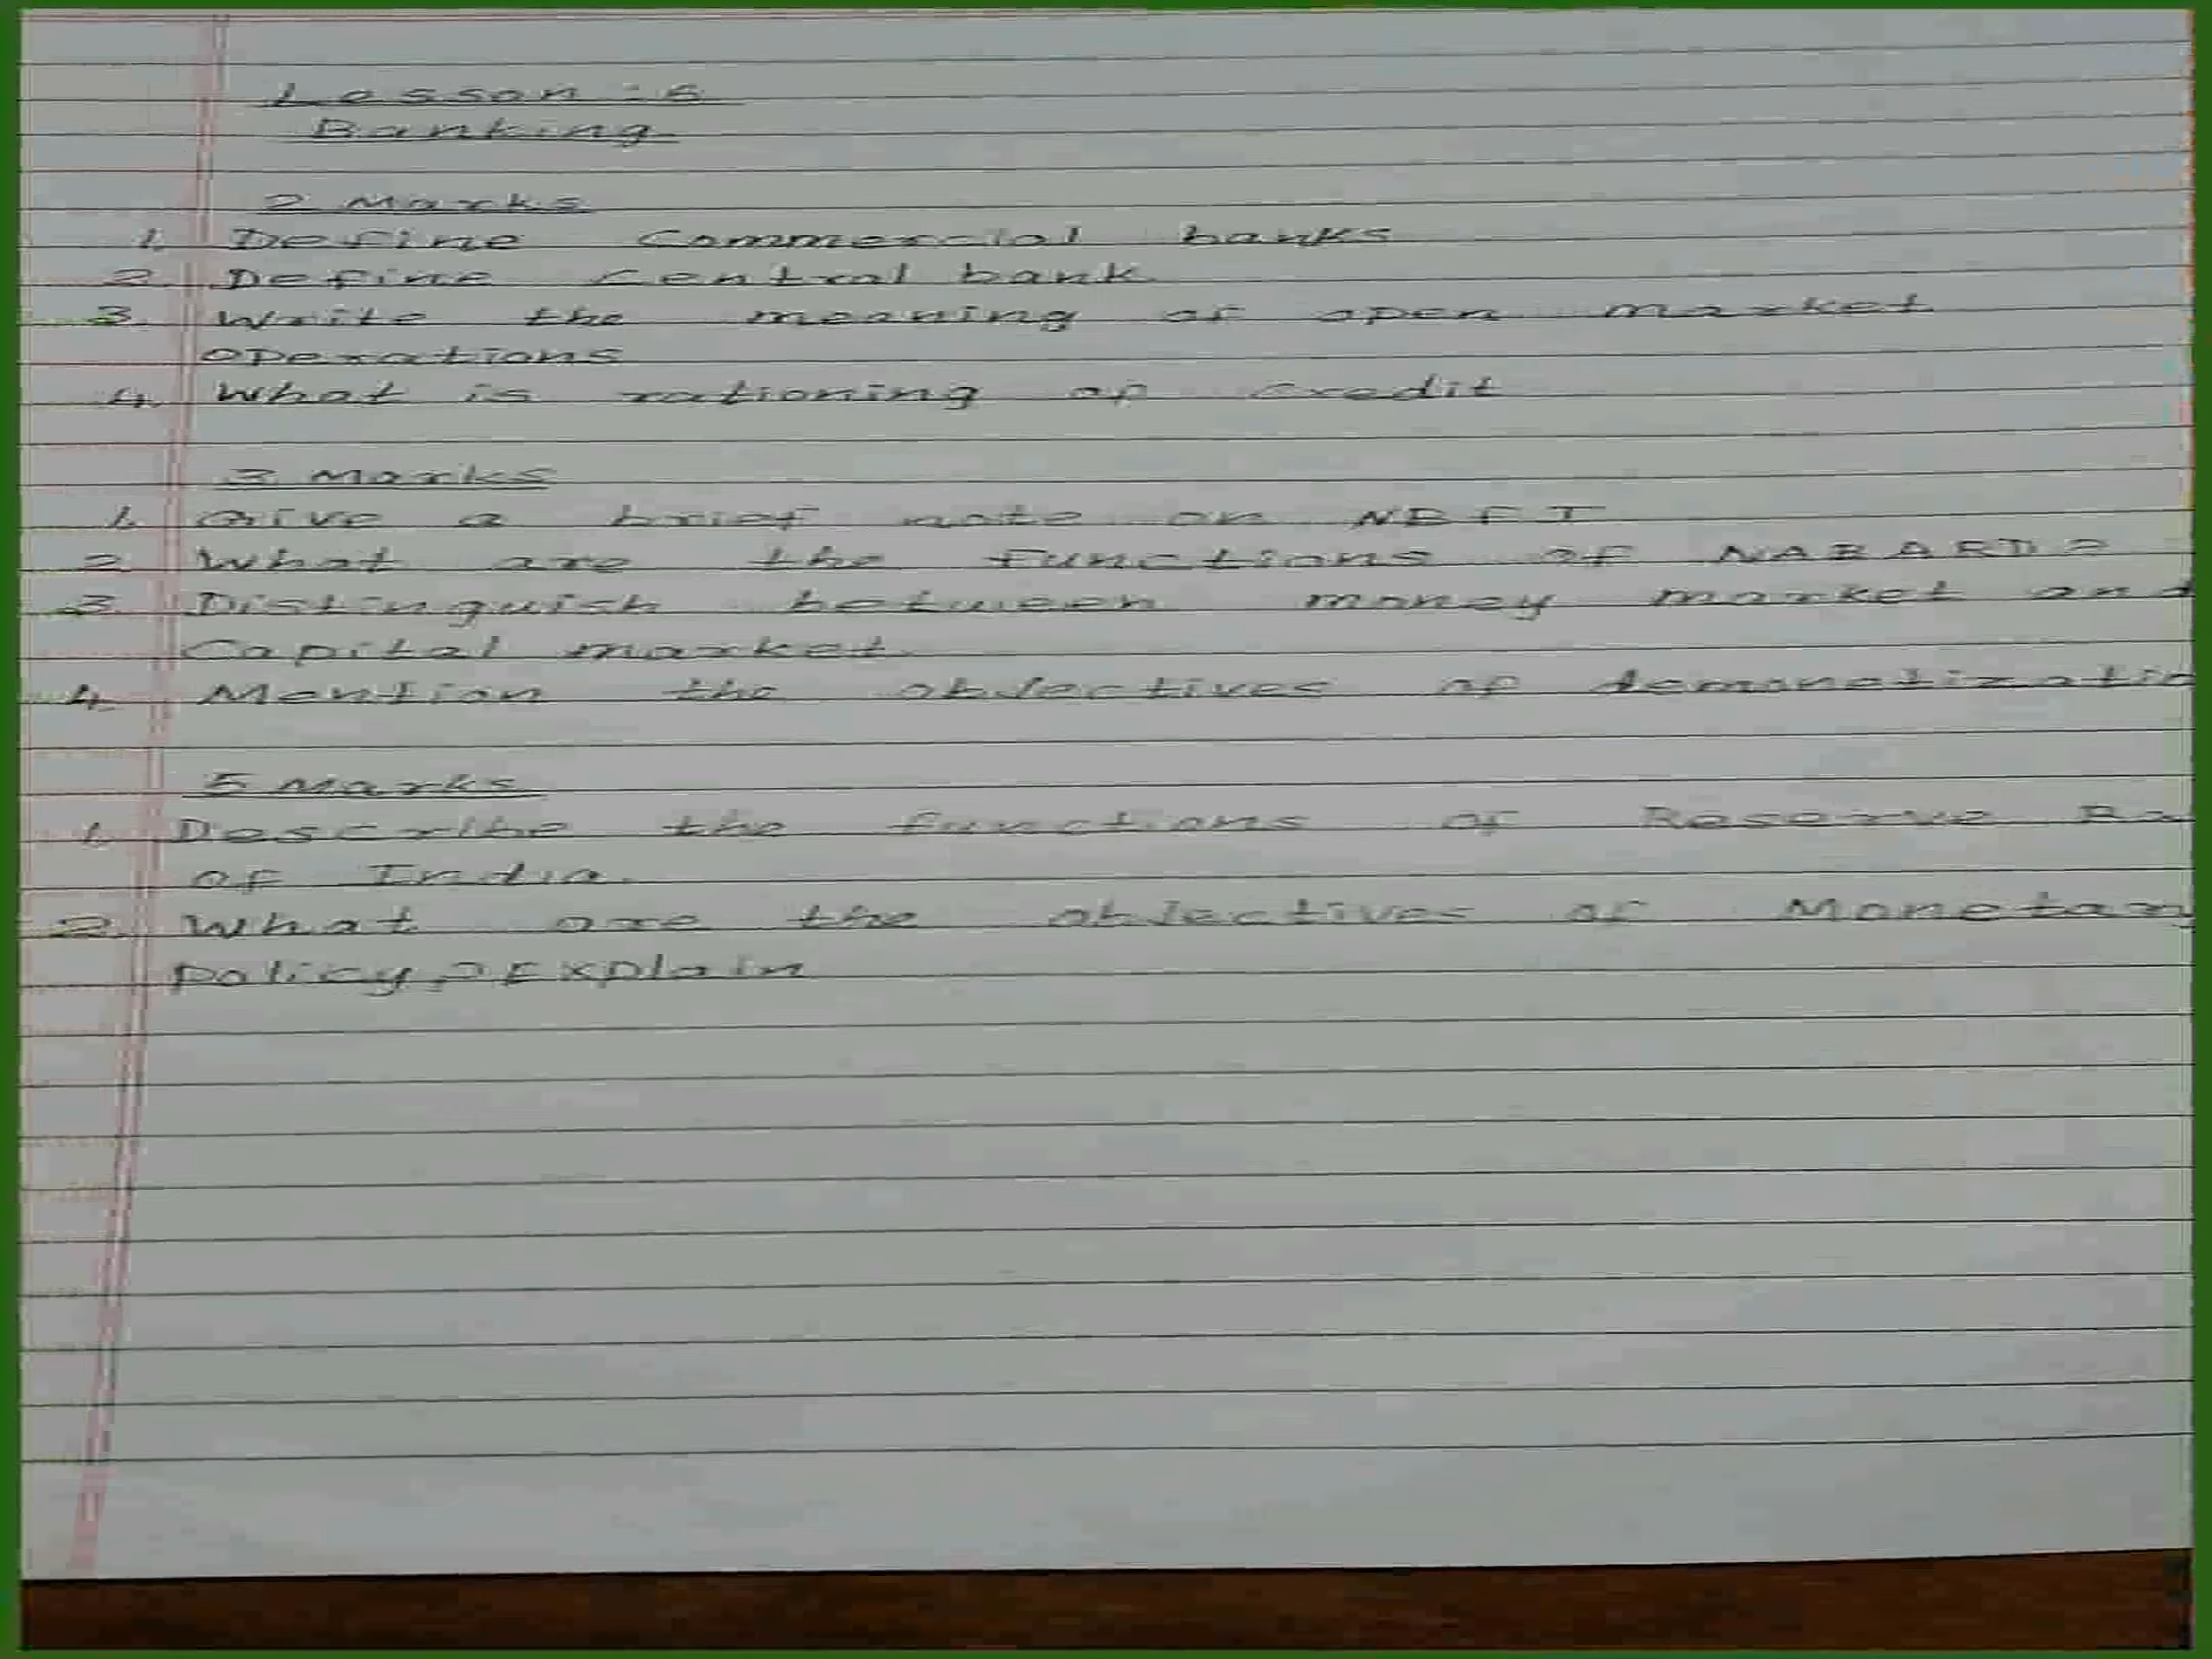 Lesson - 6
Banking
2 Marks
1. Define Commercial banks
2. Define Central bank
3. Write the meaning of open market
operations
4. What is rationing of credit
3 Marks
1. Give a brief note on NBFI
2. What are the functions of NABARD?
3. Distinguish between money market and
Capital market.
4. Mention the objectives of demonetizatio
5 Marks
1. Describe the functions of Reserve Ba
of India.
2. What are the objectives of Monetary
Policy? Explain